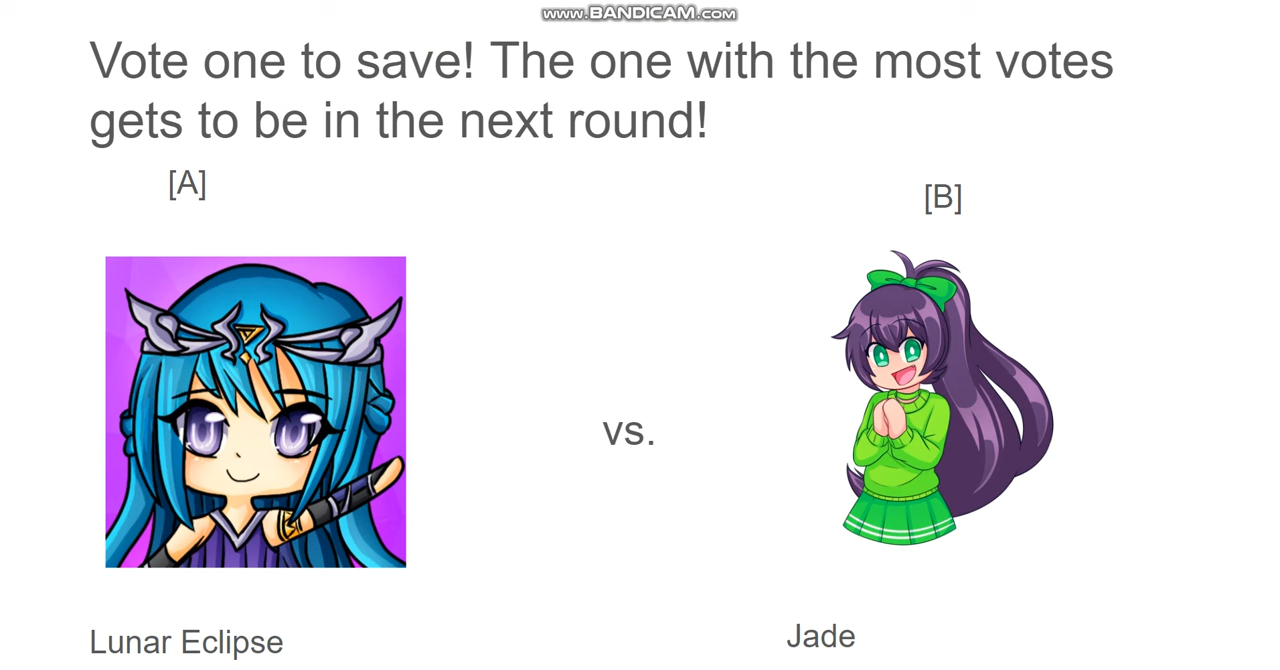 www.BANDICAM.com
Vote one to save! The one with the most votes
gets to be in the next round!
[A]
[B]
vs.
Lunar Eclipse
Jade